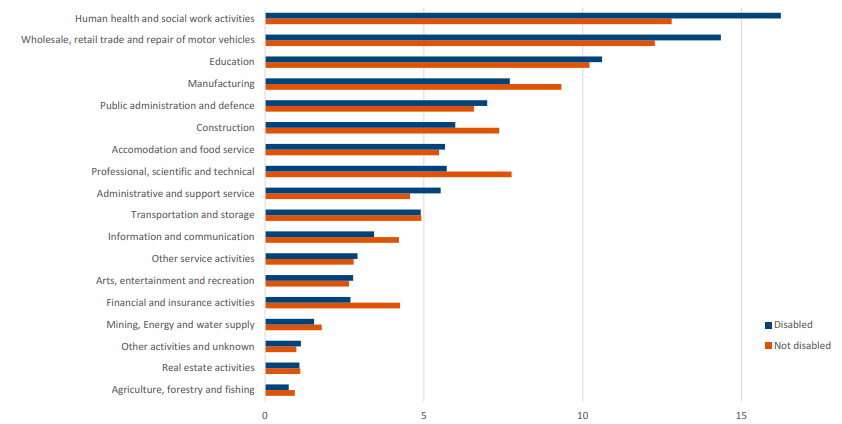 Human health and social work activities
Wholesale, retail trade and repair of motor vehicles
Education
Manufacturing
Public administration and defence
Construction
Accomodation and food service
Professional, scientific and technical
Administrative and support service
Transportation and storage
Information and communication
Other service activities
Arts, entertainment and recreation
Financial and insurance activities
Mining, Energy and water supply
Other activities and unknown
Real estate activities
Agriculture, forestry and fishing
Disabled
Not disabled
0 5 10 15